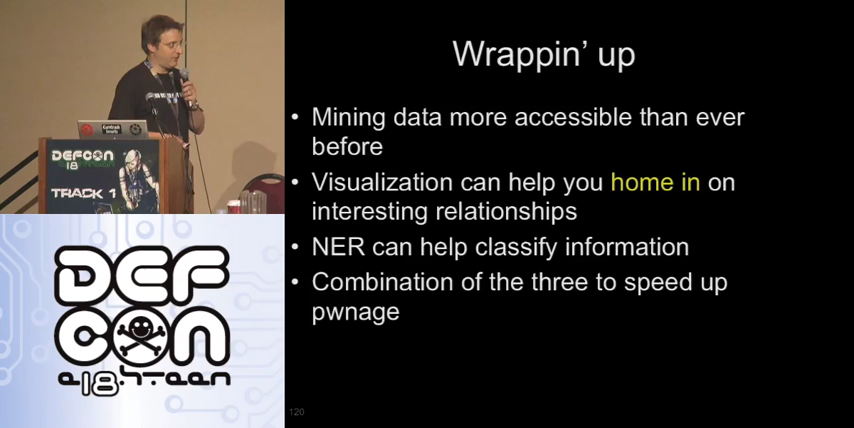 DEFCON
18
TRACK 1
DEF
CON
e18hteen
Wrappin' up
• Mining data more accessible than ever
before
• Visualization can help you home in on
interesting relationships
• NER can help classify information
• Combination of the three to speed up
pwnage
120